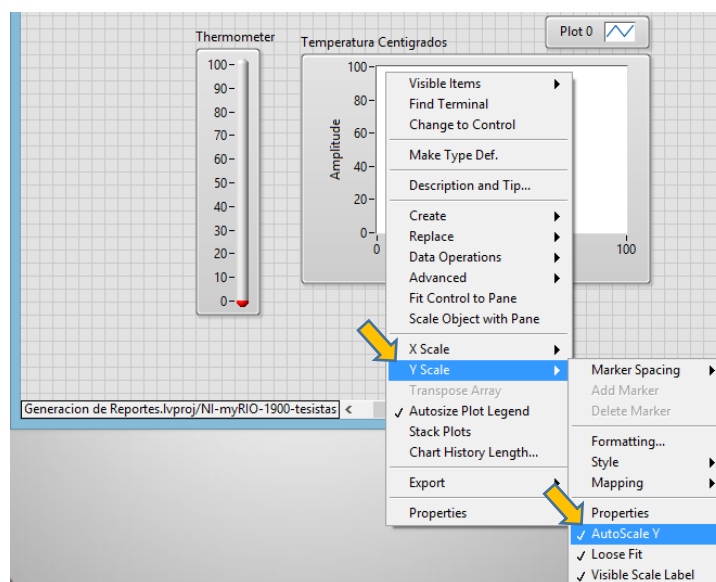 Plot 0
Thermometer
Temperatura Centigrados
100
90
80
70
60
50
40
30
20
10
0
Amplitude
100
80
60
40
20
0
0
100
Visible Items
Find Terminal
Change to Control
Make Type Def.
Description and Tip...
Create
Replace
Data Operations
Advanced
Fit Control to Pane
Scale Object with Pane
X Scale
Y Scale
Transpose Array
✓ Autosize Plot Legend
Stack Plots
Chart History Length...
Export
Properties
Marker Spacing
Add Marker
Delete Marker
Formatting...
Style
Mapping
Properties
✓ AutoScale Y
✓ Loose Fit
✓ Visible Scale Label
Generacion de Reportes.lvproj/NI-myRIO-1900-tesistas <